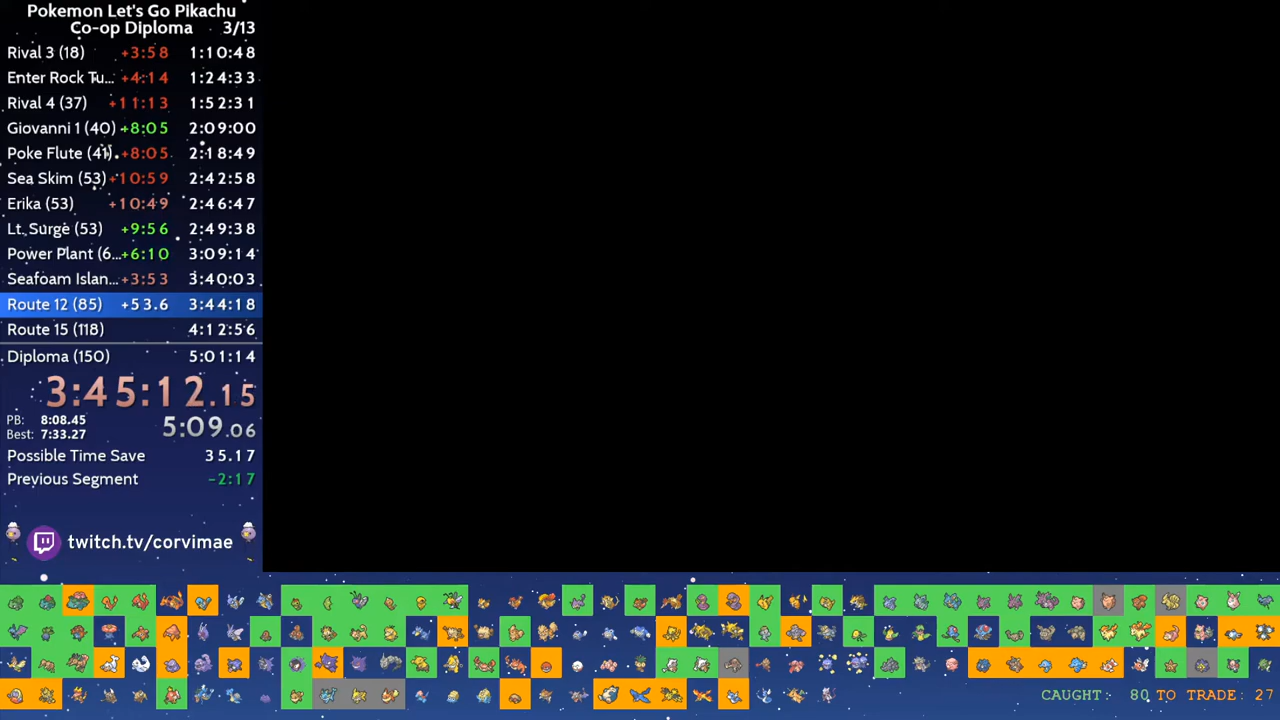 Pokemon Let's Go Pikachu
Co-op Diploma 3/13
Rival 3 (18) +3:58 1:10:48
Enter Rock Tu... +4:14 1:24:33
Rival 4 (37) +11:13 1:52:31
Giovanni 1 (40) +8:05 2:09:00
Poke Flute (41) +8:05 2:18:49
Sea Skim (53) +10:59 2:42:58
Erika (53) +10:49 2:46:47
Lt. Surge (53) +9:56 2:49:38
Power Plant (6... +6:10 3:09:14
Seafoam Islan... +3:53 3:40:03
Route 12 (85) +53.6 3:44:18
Route 15 (118) 4:12:56
Diploma (150) 5:01:14
3:45:12.15
PB: 8:08.45
Best: 7:33.27
5:09.06
Possible Time Save 35.17
Previous Segment -2:17
twitch.tv/corvimae
CAUGHT: 80 TO TRADE: 27